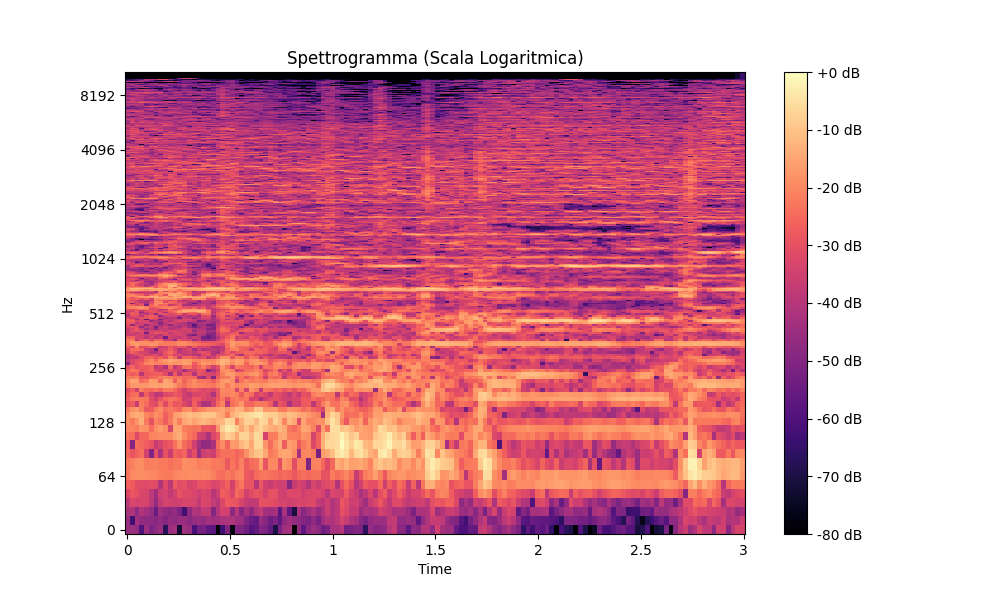 Spettrogramma (Scala Logaritmica)
8192
4096
2048
1024
512
256
128
64
0
Hz
0
0.5
1
1.5
2
2.5
3
Time
+0 dB
-10 dB
-20 dB
-30 dB
-40 dB
-50 dB
-60 dB
-70 dB
-80 dB